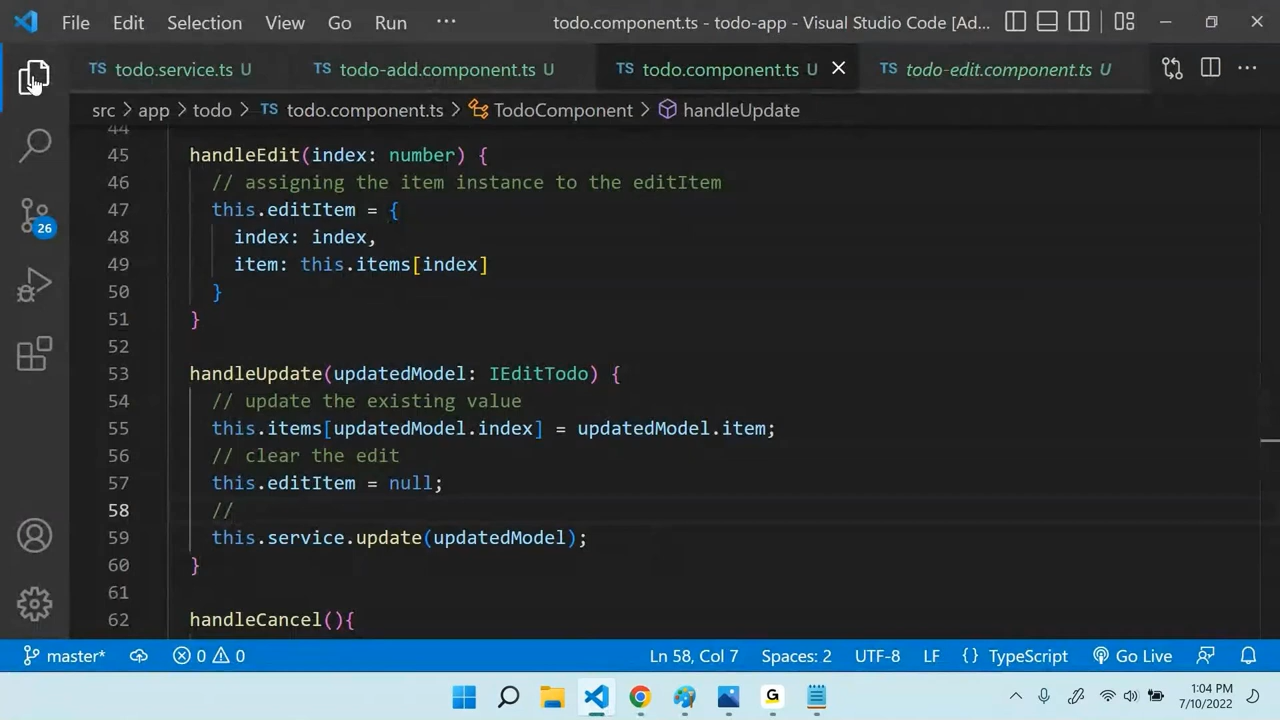 File Edit Selection View Go Run ··· todo.component.ts - todo-app - Visual Studio Code [Ad...
TS todo.service.ts U TS todo-add.component.ts U TS todo.component.ts U TS todo-edit.component.ts U
src > app > todo > TS todo.component.ts > TodoComponent > handleUpdate
44
45 handleEdit(index: number) {
46 // assigning the item instance to the editItem
47 this.editItem = {
48 index: index,
49 item: this.items[index]
50 }
51 }
52
53 handleUpdate(updatedModel: IEditTodo) {
54 // update the existing value
55 this.items[updatedModel.index] = updatedModel.item;
56 // clear the edit
57 this.editItem = null;
58 //
59 this.service.update(updatedModel);
60 }
61
62 handleCancel(){
26
master* 0 0 Ln 58, Col 7 Spaces: 2 UTF-8 LF {} TypeScript Go Live
G
1:04 PM
7/10/2022